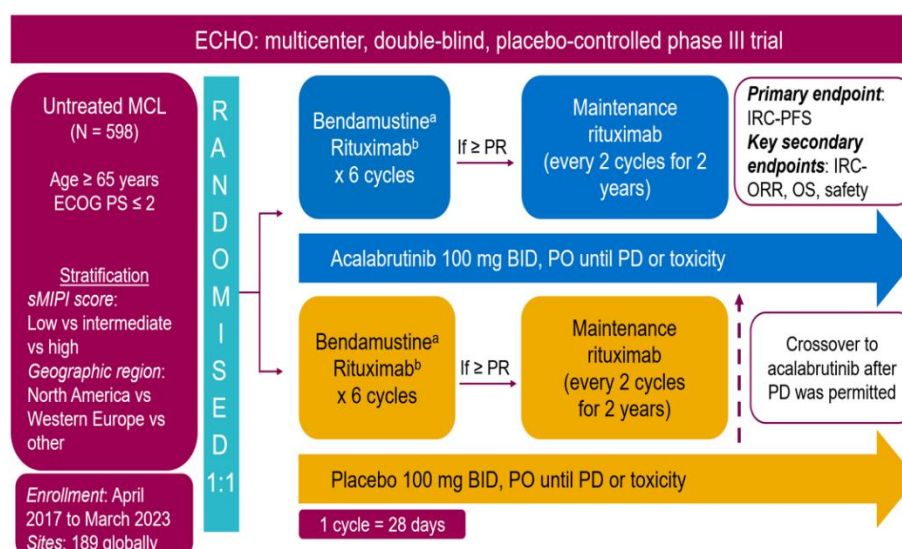 ECHO: multicenter, double-blind, placebo-controlled phase III trial
Untreated MCL
(N = 598)
Age ≥ 65 years
ECOG PS ≤ 2
Stratification
sMIPI score:
Low vs intermediate
vs high
Geographic region:
North America vs
Western Europe vs
other
Enrollment: April
2017 to March 2023
Sites: 189 globally
RANDOMISED
1:1
Bendamustineᵃ
Rituximabᵇ
x 6 cycles
If ≥ PR
Maintenance
rituximab
(every 2 cycles for 2
years)
Primary endpoint:
IRC-PFS
Key secondary
endpoints: IRC-
ORR, OS, safety
Acalabrutinib 100 mg BID, PO until PD or toxicity
Bendamustineᵃ
Rituximabᵇ
x 6 cycles
If ≥ PR
Maintenance
rituximab
(every 2 cycles
for 2 years)
Crossover to
acalabrutinib after
PD was permitted
Placebo 100 mg BID, PO until PD or toxicity
1 cycle = 28 days